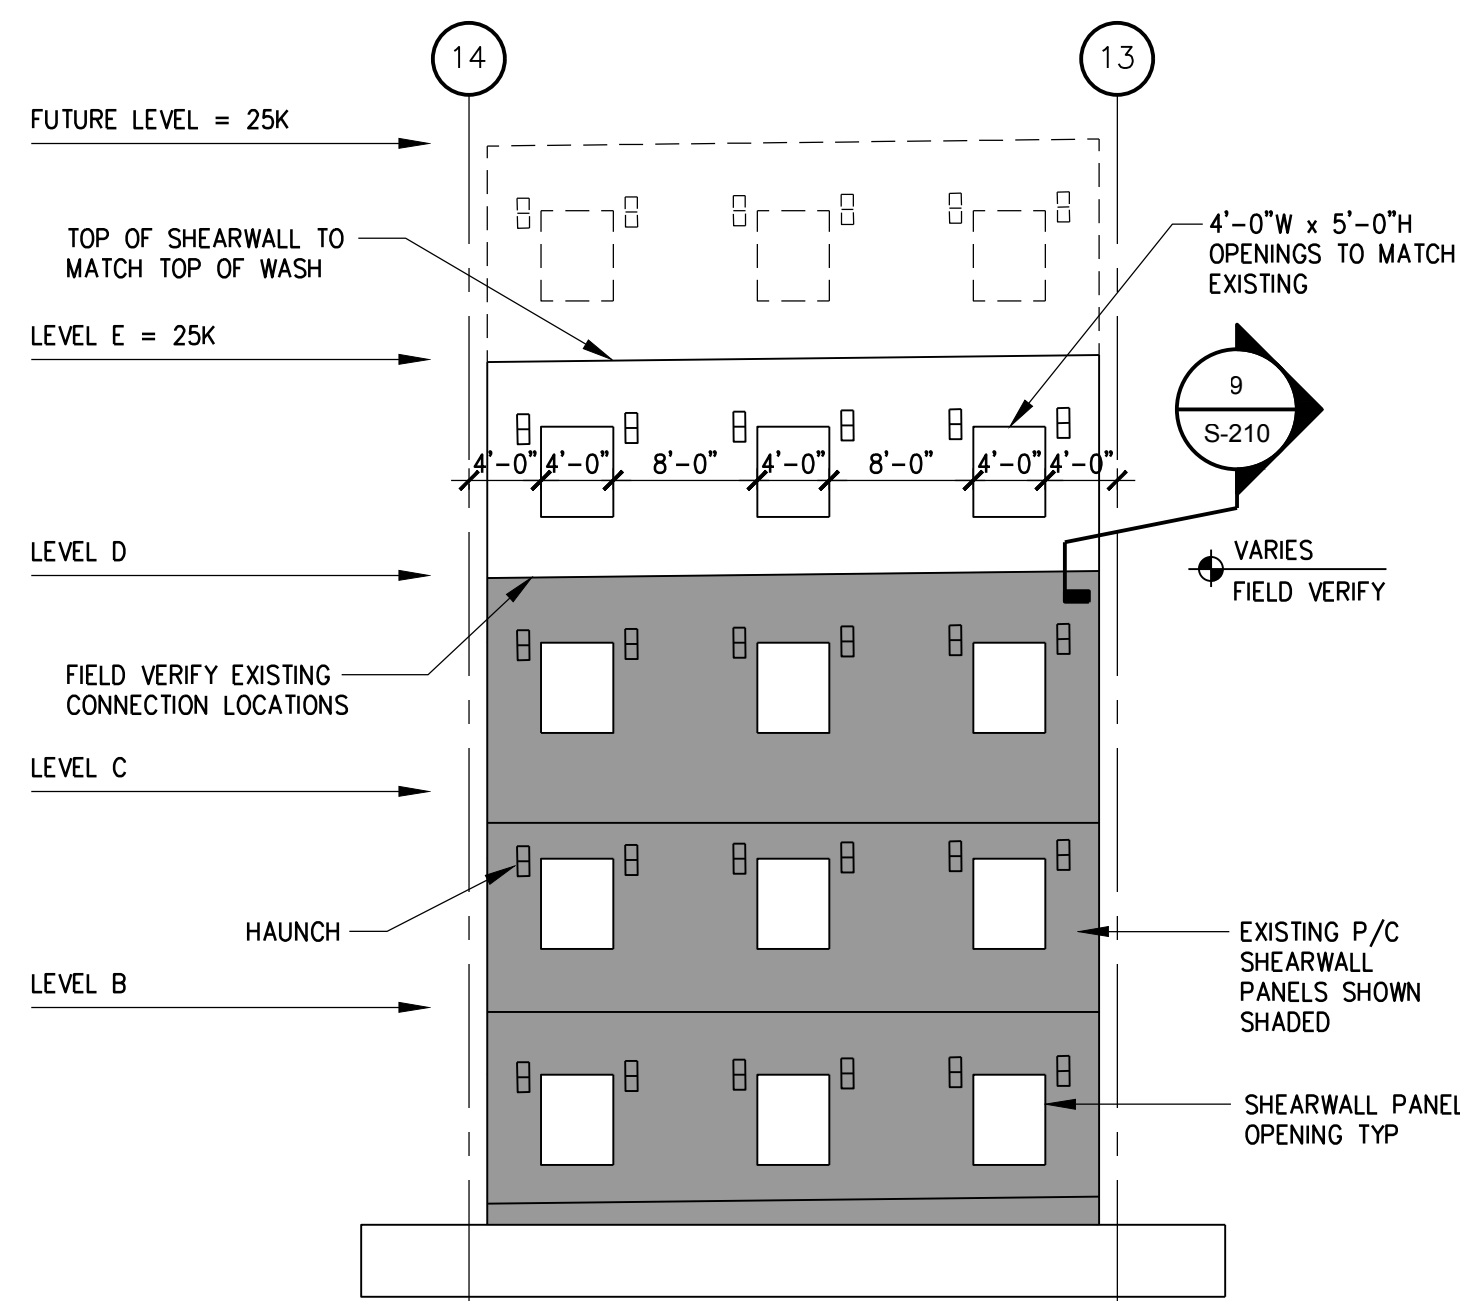 14
13
FUTURE LEVEL = 25K
TOP OF SHEARWALL TO
MATCH TOP OF WASH
4'-0"W x 5'-0"H
OPENINGS TO MATCH
EXISTING
LEVEL E = 25K
9
S-210
4'-0" 4'-0" 8'-0" 4'-0" 8'-0" 4'-0" 4'-0"
LEVEL D
VARIES
FIELD VERIFY
FIELD VERIFY EXISTING
CONNECTION LOCATIONS
LEVEL C
HAUNCH
EXISTING P/C
SHEARWALL
PANELS SHOWN
SHADED
LEVEL B
SHEARWALL PANEL
OPENING TYP